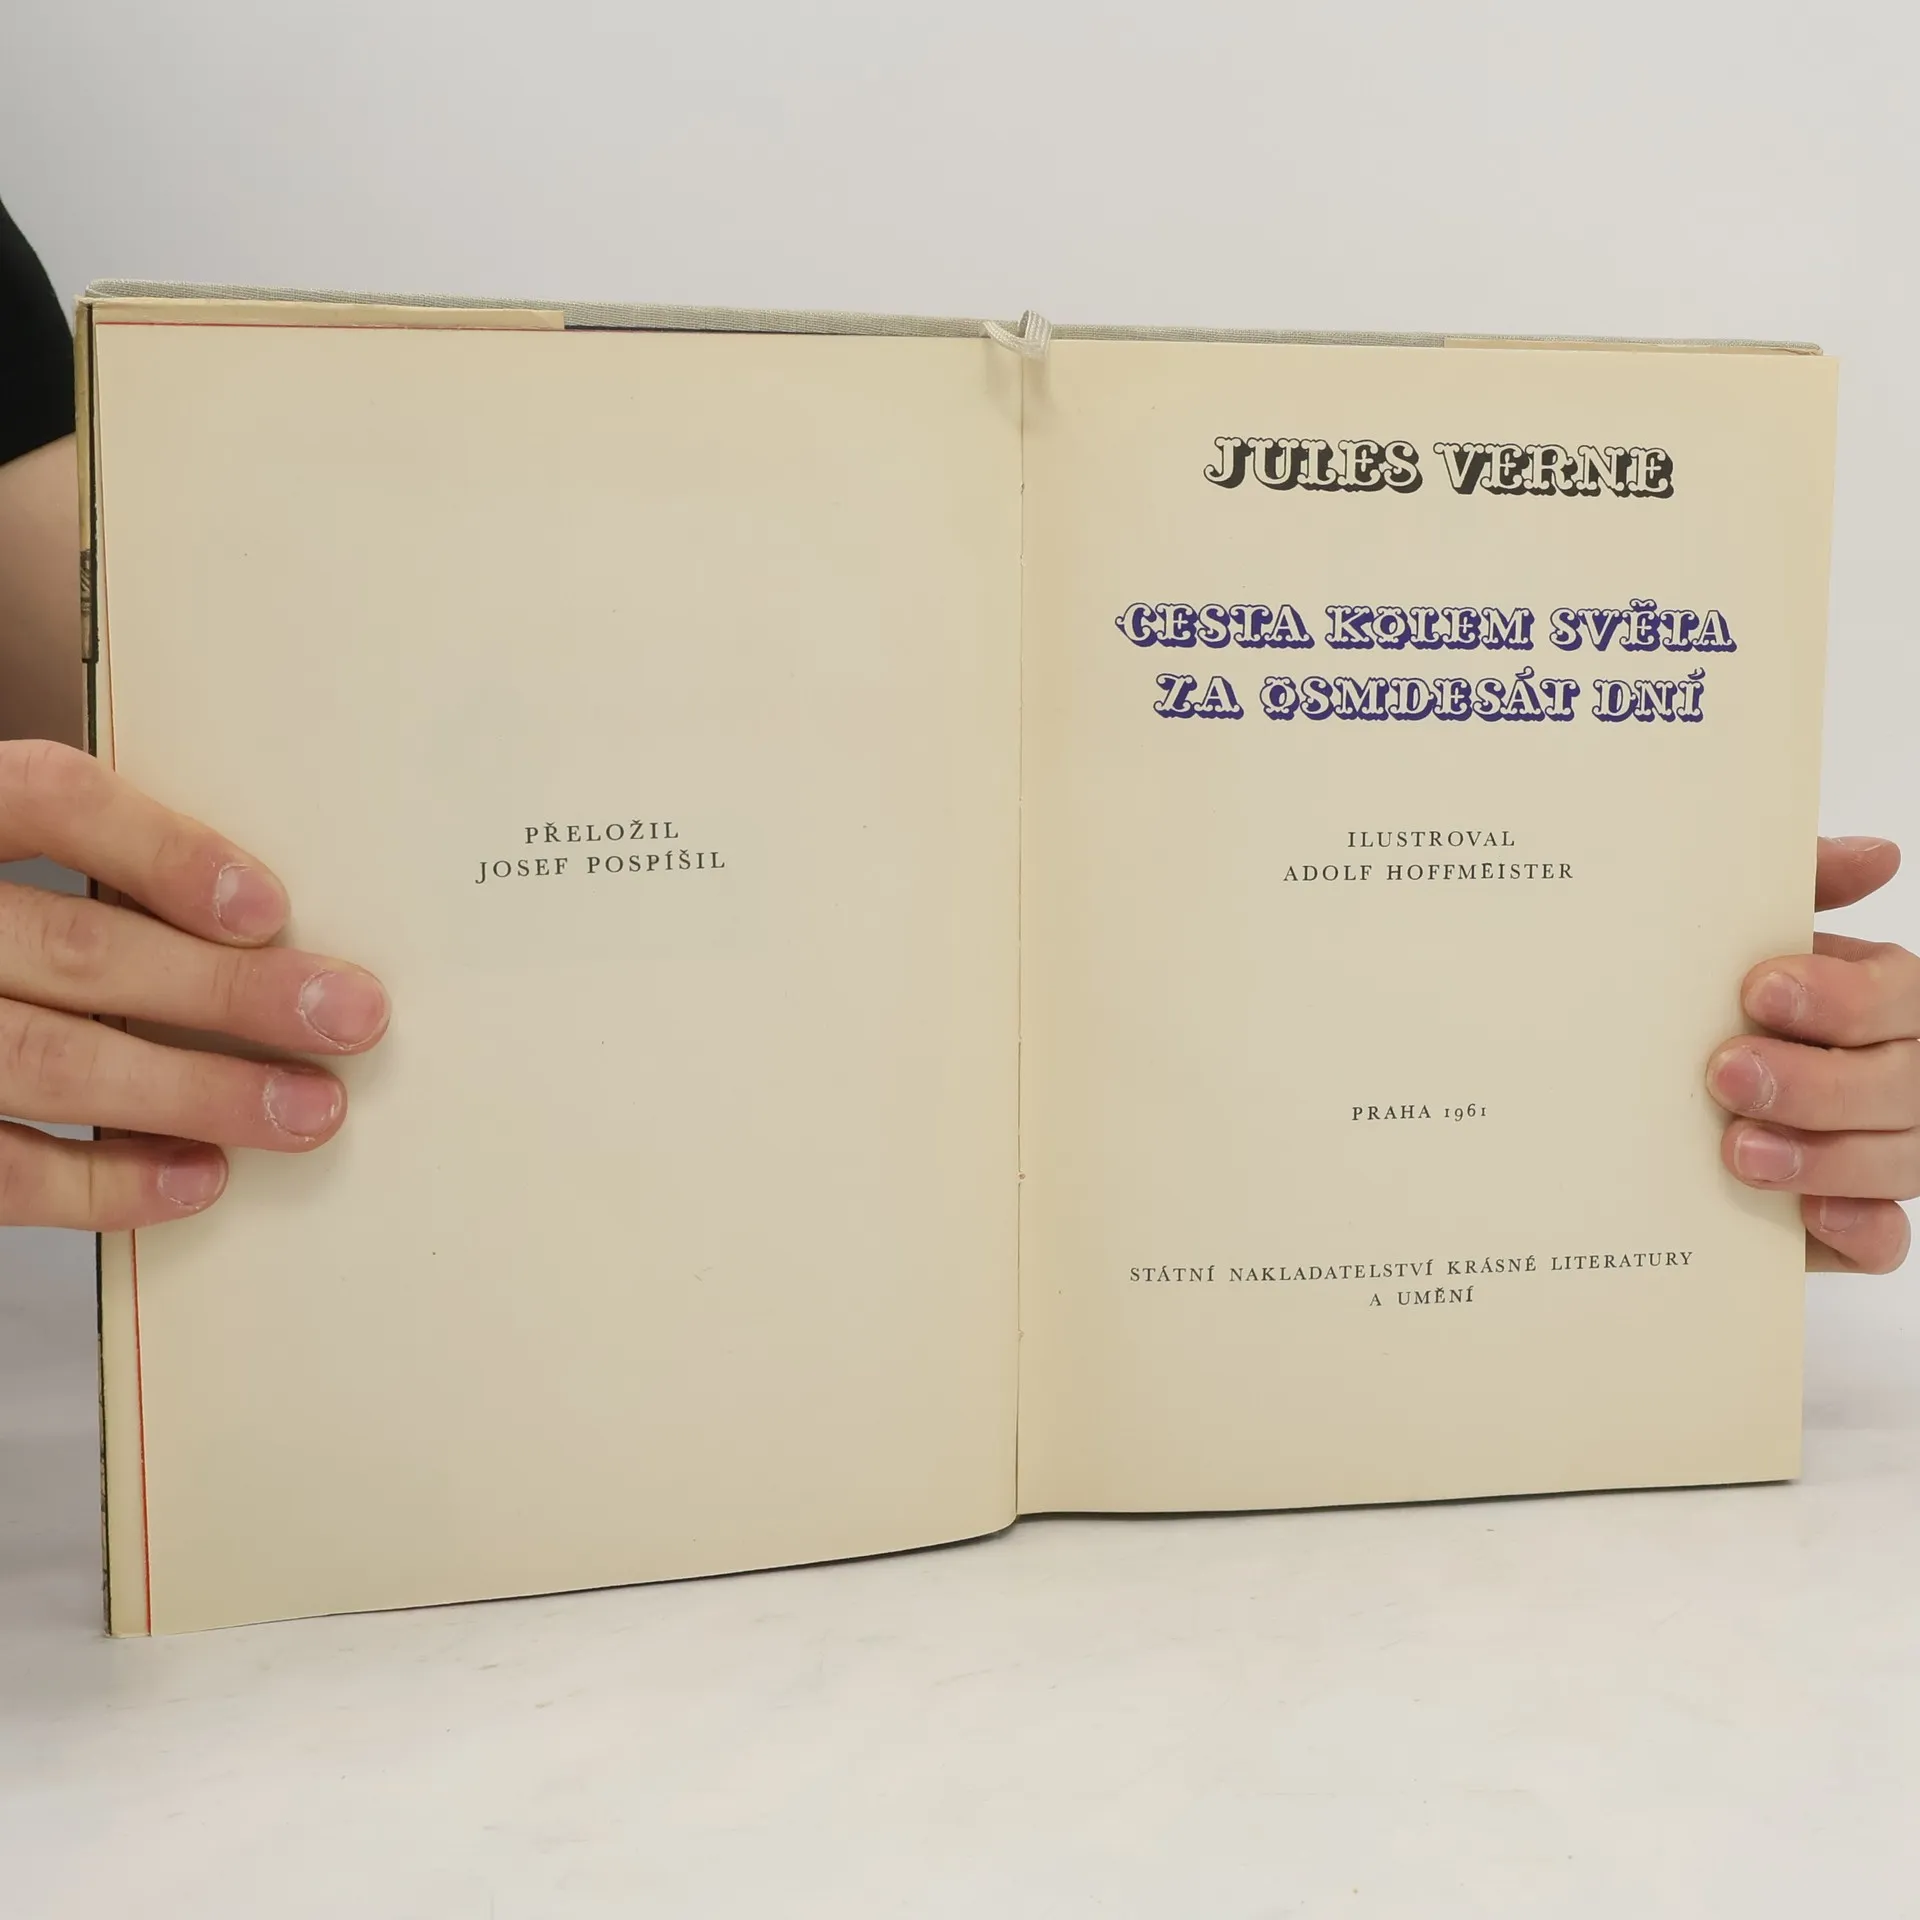 PŘELOŽIL
JOSEF POSPÍŠIL
JULES VERNE
CESTA KOLEM SVĚTA
ZA OSMDESÁT DNÍ
ILUSTROVAL
ADOLF HOFFMEISTER
PRAHA 1961
STÁTNÍ NAKLADATELSTVÍ KRÁSNÉ LITERATURY
A UMĚNÍ